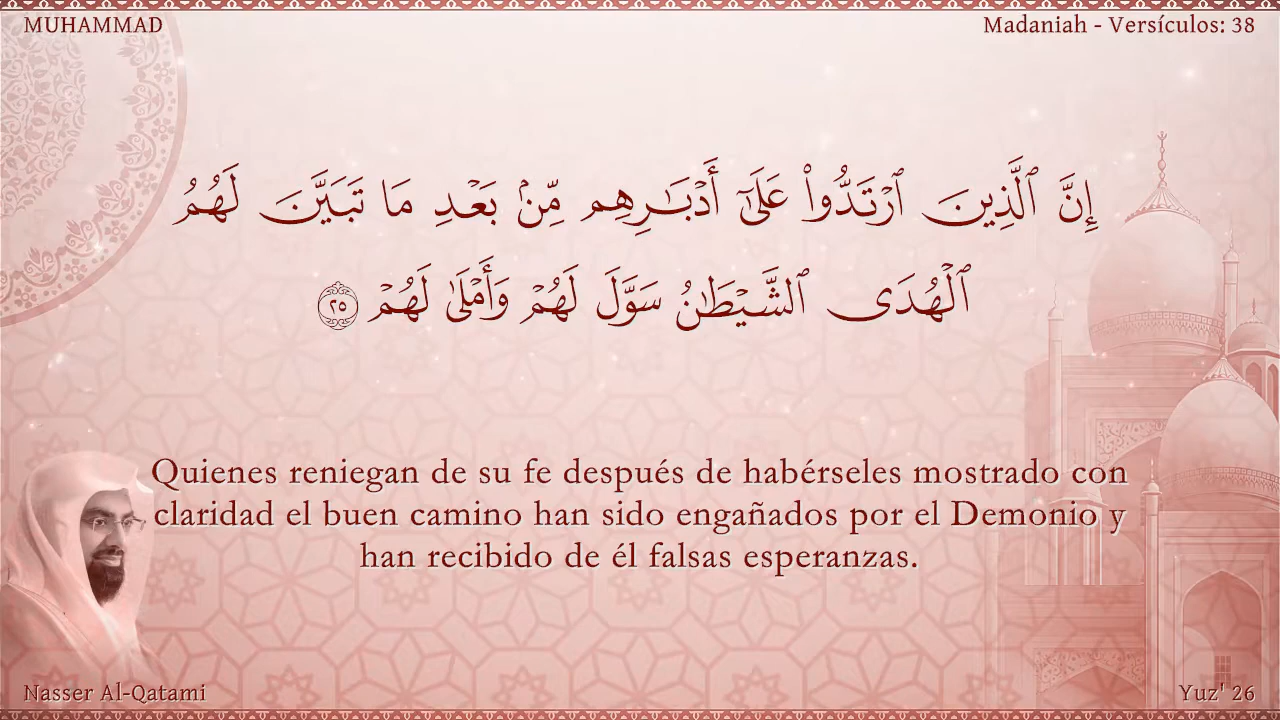 MUHAMMAD
Madaniah - Versículos: 38
إِنَّ ٱلَّذِينَ ٱرْتَدُّوا۟ عَلَىٰٓ أَدْبَـٰرِهِم مِّنۢ بَعْدِ مَا تَبَيَّنَ لَهُمُ
ٱلْهُدَى ٱلشَّيْطَـٰنُ سَوَّلَ لَهُمْ وَأَمْلَىٰ لَهُمْ ٢٥
Quienes reniegan de su fe después de habérseles mostrado con
claridad el buen camino han sido engañados por el Demonio y
han recibido de él falsas esperanzas.
Nasser Al-Qatami
Yuz' 26